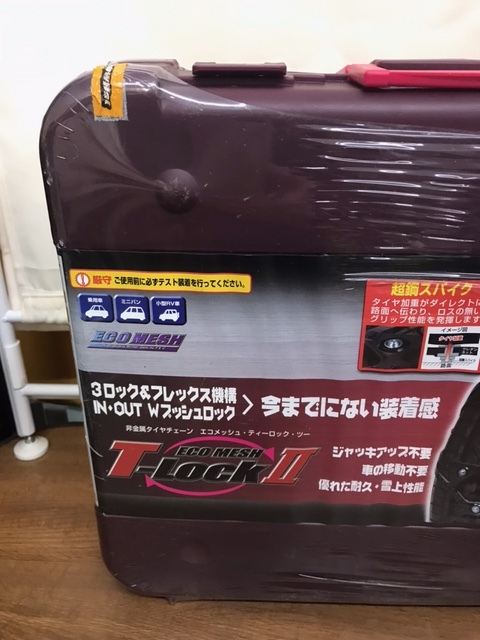 厳守 ご使用前に必ずテスト装着を行ってください。
乗用車 ミニバン 小型RV車
ECO MESH
超鋼スパイク
タイヤ加重がダイレクトに
路面へ伝わり、ロスの無い
グリップ性能を発揮します
イメージ図
タイヤ加重
路面
3ロック&フレックス機構
IN・OUT Wプッシュロック
今までにない装着感
非金属タイヤチェーン エコメッシュ・ティーロック・ツー
ECO MESH
T-LOCK II
ジャッキアップ不要
車の移動不要
優れた耐久・雪上性能